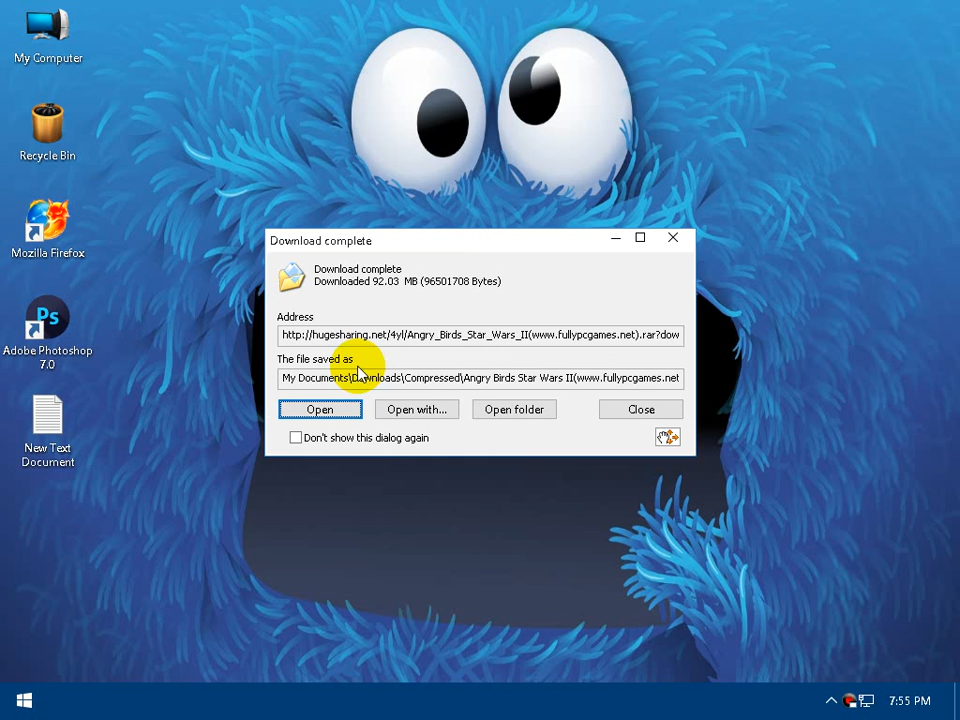 My Computer
Recycle Bin
Mozilla Firefox
Ps
Adobe Photoshop
7.0
New Text
Document
Download complete
Download complete
Downloaded 92.03 MB (96501708 Bytes)
Address
http://hugesharing.net/4yl/Angry_Birds_Star_Wars_II(www.fullypcgames.net).rar?dow
The file saved as
My Documents\Downloads\Compressed\Angry Birds Star Wars II(www.fullypcgames.net
Open
Open with...
Open folder
Close
Don't show this dialog again
7:55 PM